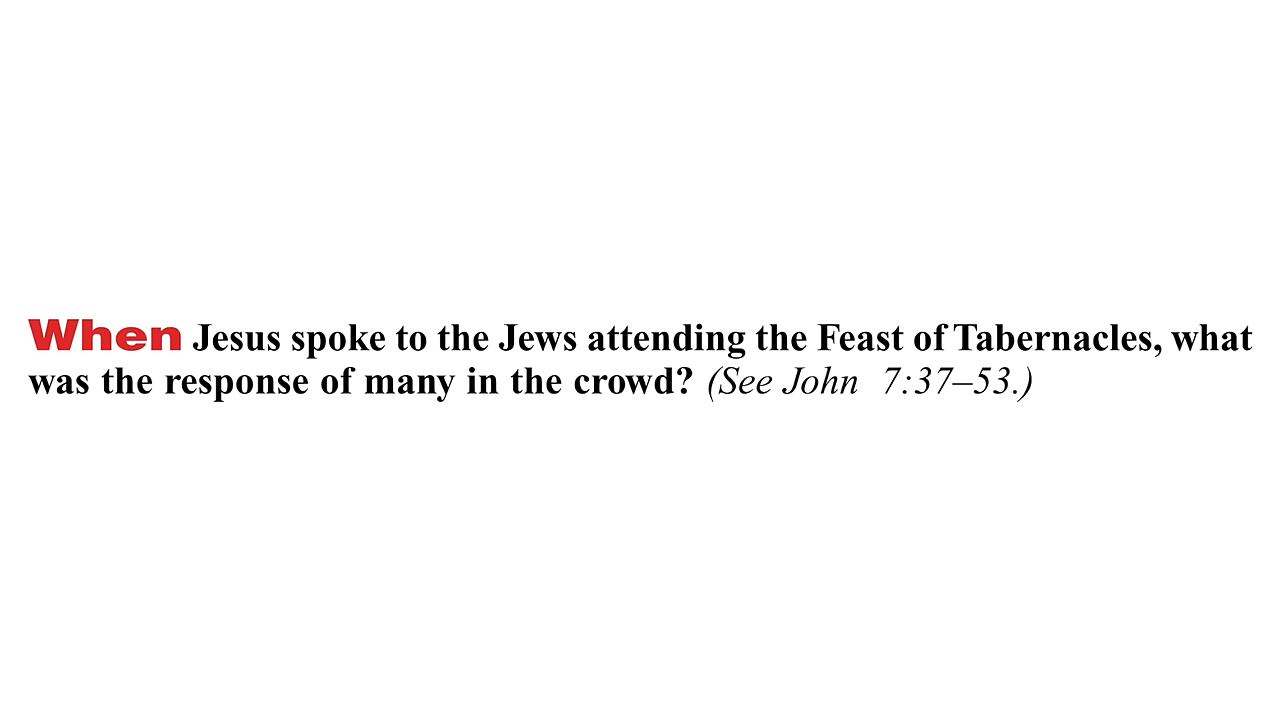 When Jesus spoke to the Jews attending the Feast of Tabernacles, what
was the response of many in the crowd? (See John 7:37–53.)